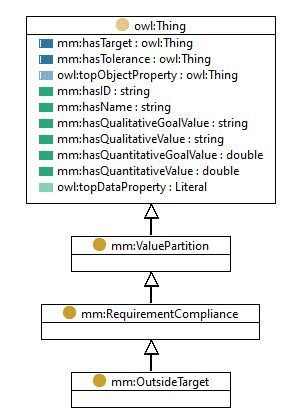 owl:Thing
mm:hasTarget : owl:Thing
mm:hasTolerance : owl:Thing
owl:topObjectProperty : owl:Thing
mm:hasID : string
mm:hasName : string
mm:hasQualitativeGoalValue : string
mm:hasQualitativeValue : string
mm:hasQuantitativeGoalValue : double
mm:hasQuantitativeValue : double
owl:topDataProperty : Literal
mm:ValuePartition
mm:RequirementCompliance
mm:OutsideTarget